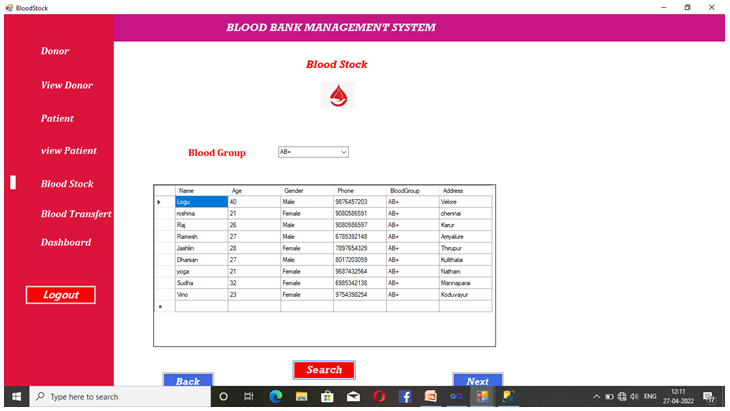 BloodStock
BLOOD BANK MANAGEMENT SYSTEM
Donor
View Donor
Patient
view Patient
Blood Stock
Blood Transfert
Dashboard
Logout
Blood Stock
Blood Group AB+
Name Age Gender Phone BloodGroup Address
Logu 40 Male 9876457203 AB+ Velore
roshma 21 Female 9080586591 AB+ chennai
Raj 26 Male 9080586597 AB+ Karur
Ramesh 27 Male 6785392148 AB+ Arriyalure
Jashlin 28 Female 7897654329 AB+ Thirupur
Dharsan 27 Male 8017203059 AB+ Kulithalai
yoga 21 Female 9687432564 AB+ Natham
Sudha 32 Female 6985342138 AB+ Mannaparai
Vino 23 Female 9754398254 AB+ Koduvayur
Search
Back Next
Type here to search
ENG 12:11
27-04-2022
17